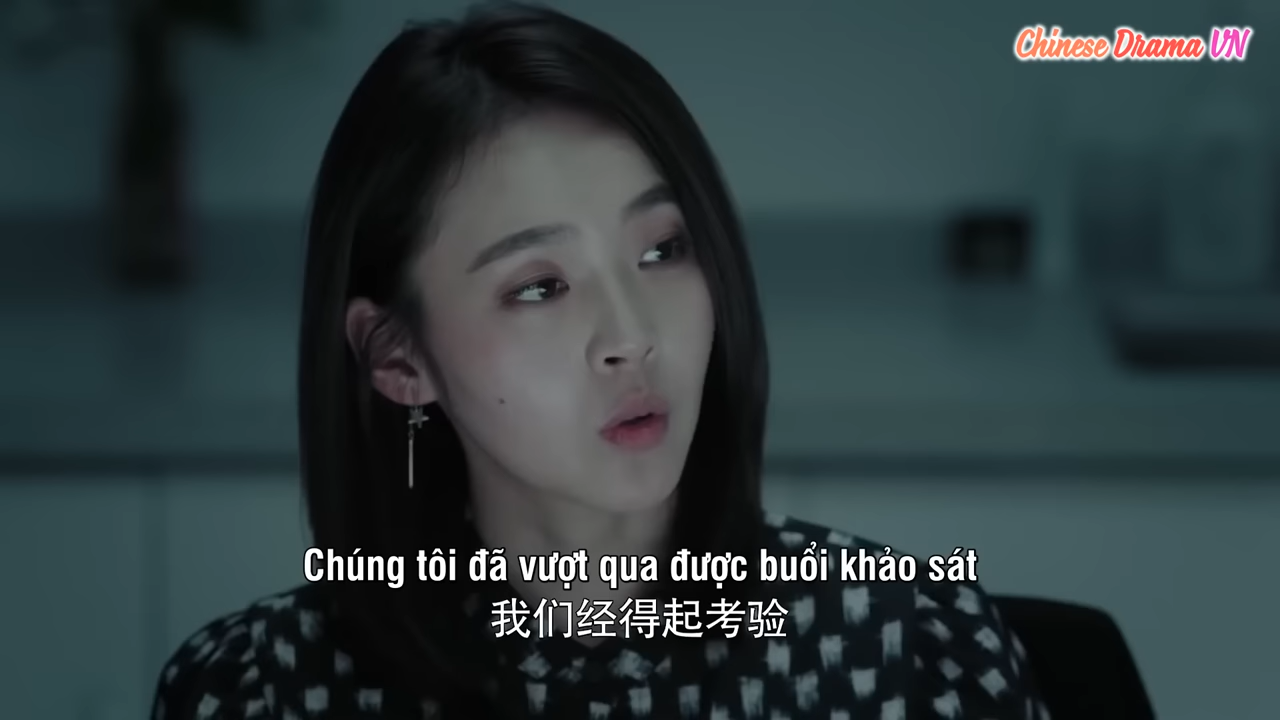 Chinese Drama VN
Chúng tôi đã vượt qua được buổi khảo sát
我们经得起考验